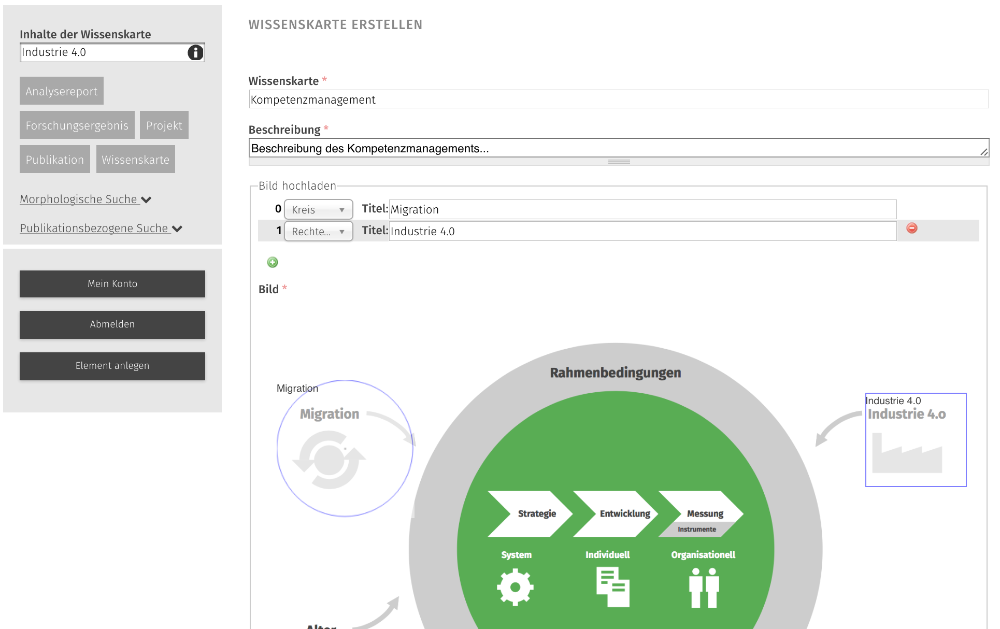 Inhalte der Wissenskarte
Industrie 4.0
Analysereport
Forschungsergebnis Projekt
Publikation Wissenskarte
Morphologische Suche
Publikationsbezogene Suche
Mein Konto
Abmelden
Element anlegen
WISSENSKARTE ERSTELLEN
Wissenskarte *
Kompetenzmanagement
Beschreibung *
Beschreibung des Kompetenzmanagements...
Bild hochladen
0 Kreis Titel: Migration
1 Rechte... Titel: Industrie 4.0
Bild *
Rahmenbedingungen
Migration
Migration
Industrie 4.0
Industrie 4.0
Strategie Entwicklung Messung
Instrumente
System Individuell Organisationell
Alter